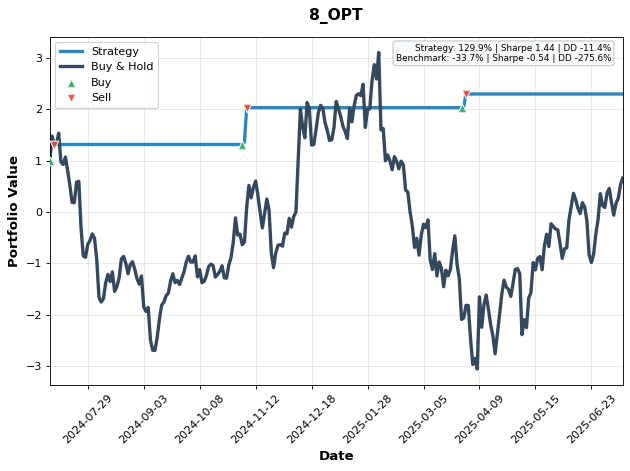 8_OPT
Strategy: 129.9% | Sharpe 1.44 | DD -11.4%
Benchmark: -33.7% | Sharpe -0.54 | DD -275.6%
Strategy
Buy & Hold
Buy
Sell
Portfolio Value
3
2
1
0
−1
−2
−3
2024-07-29
2024-09-03
2024-10-08
2024-11-12
2024-12-18
2025-01-28
2025-03-05
2025-04-09
2025-05-15
2025-06-23
Date